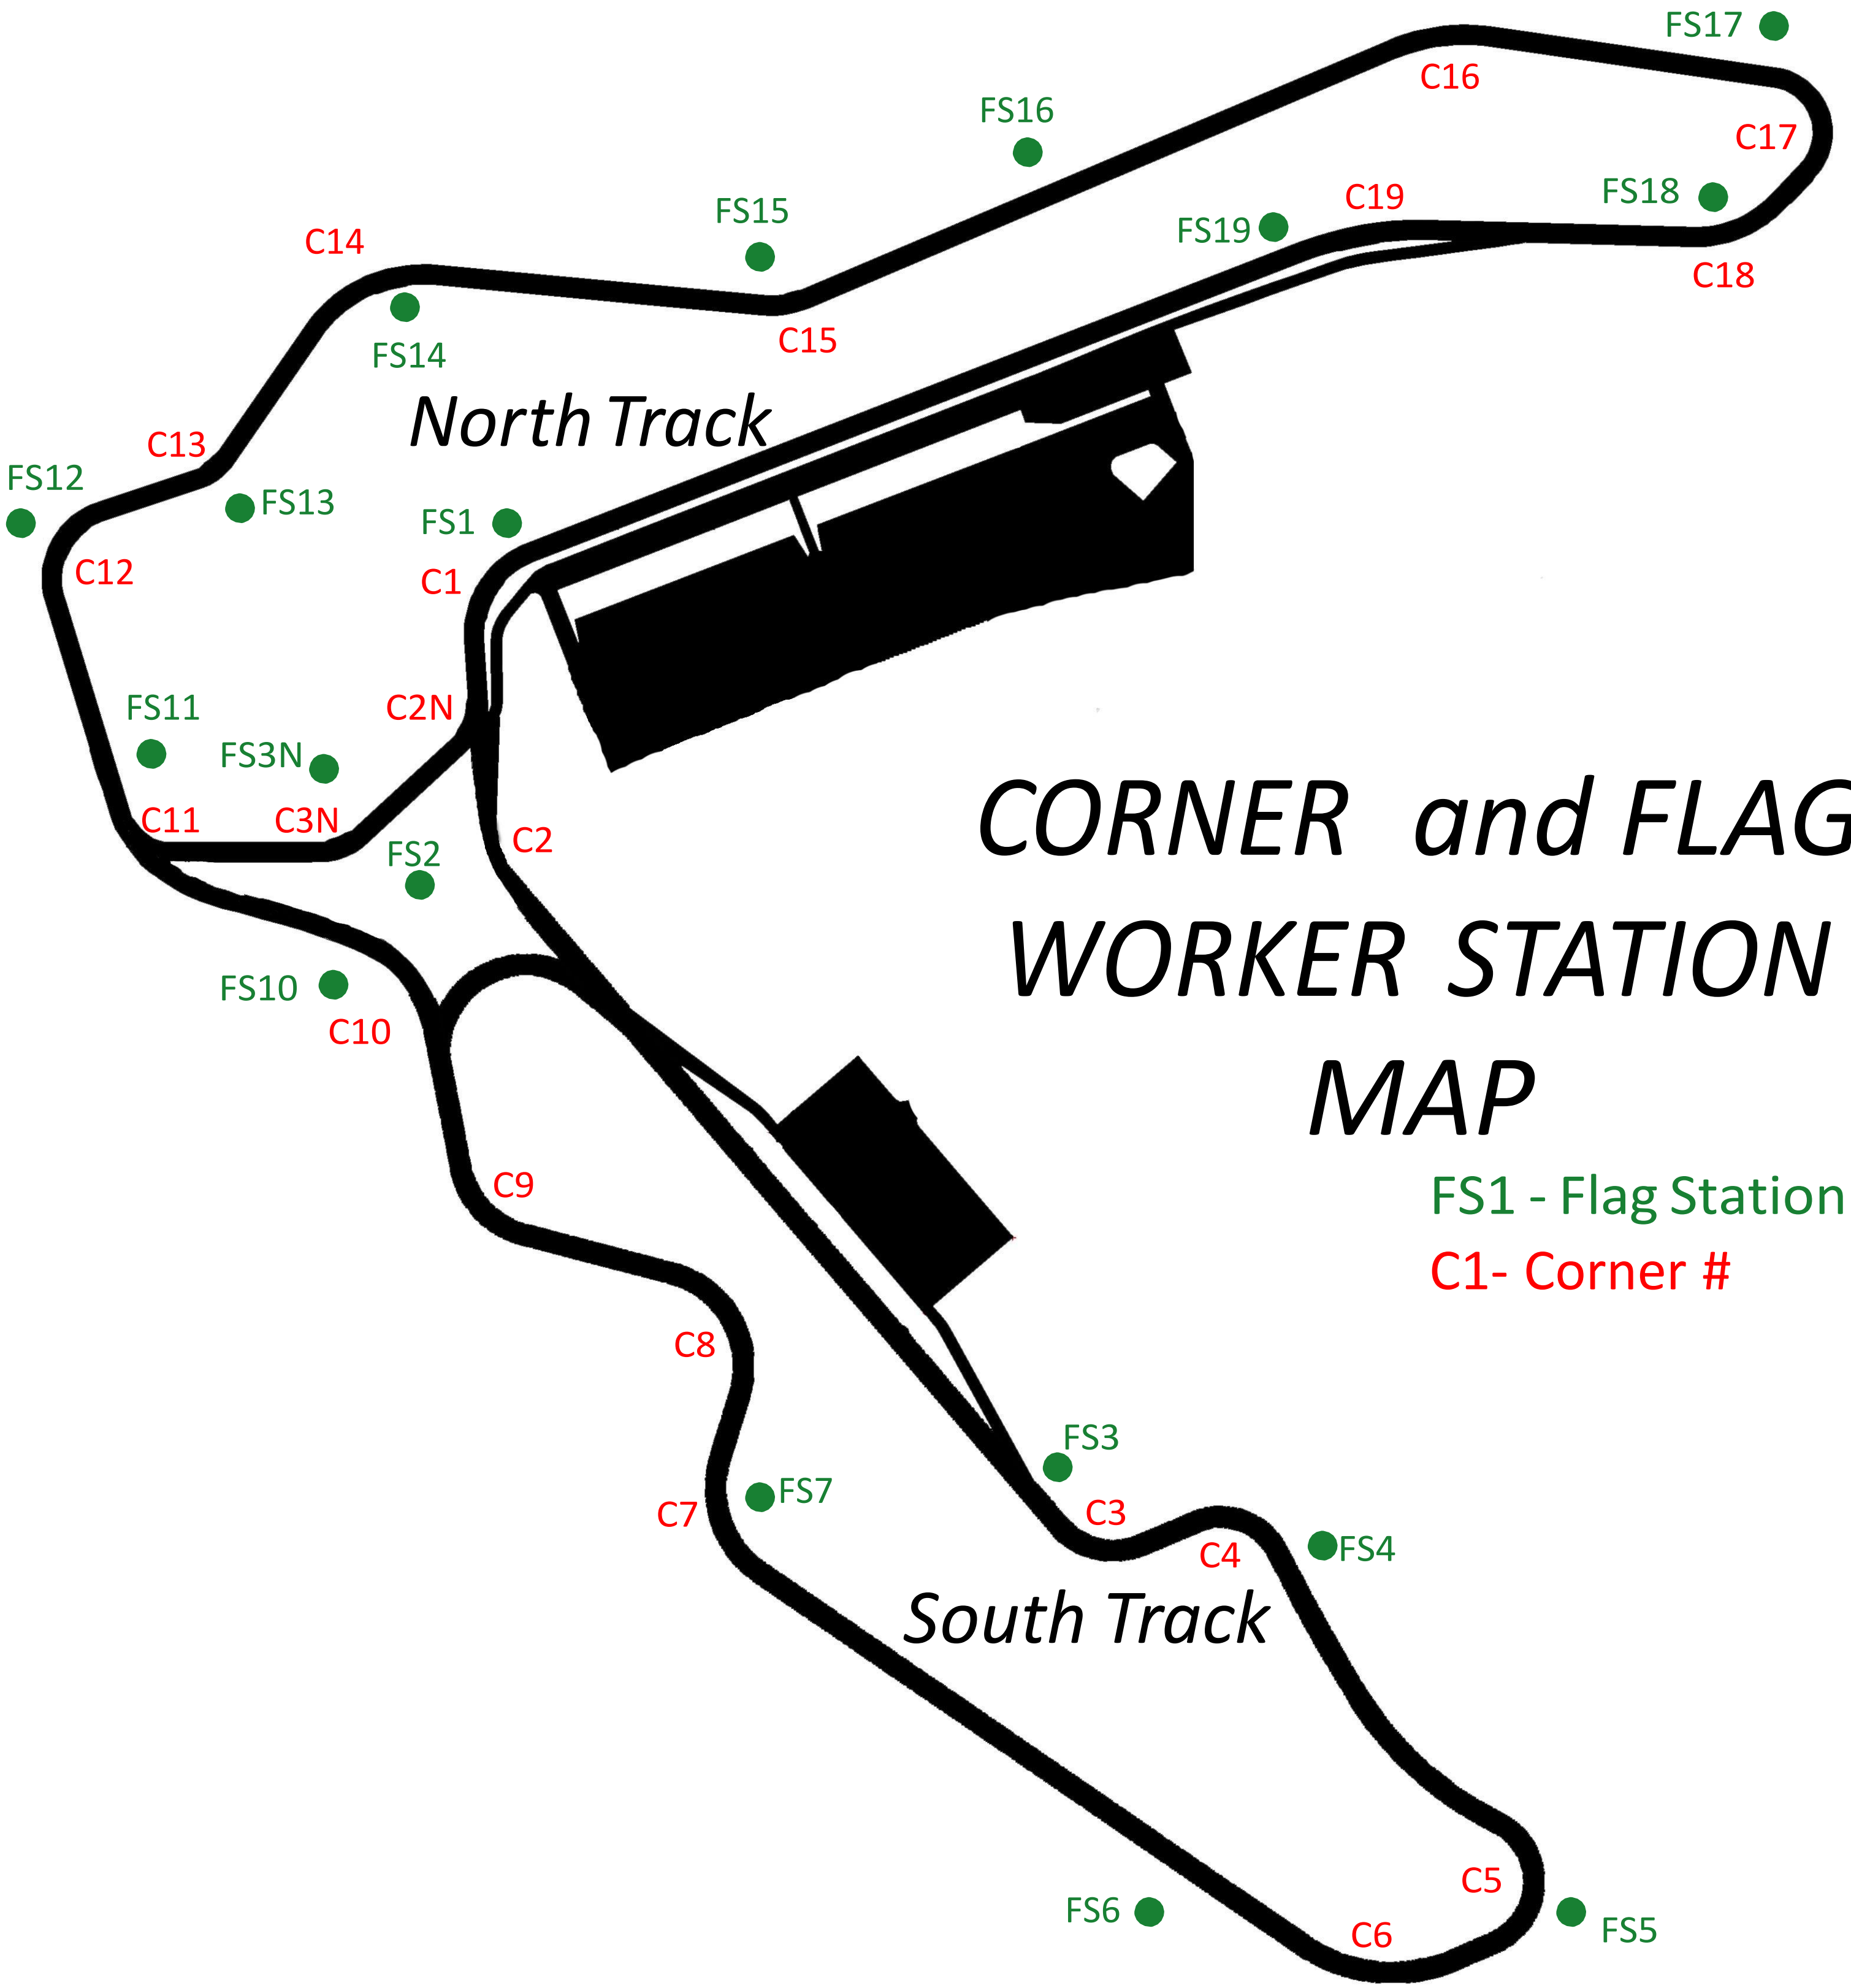 FS17
C16
FS16
C17
FS18
C19
FS15
FS19
C14
C18
C15
FS14
North Track
C13
FS12
FS13
FS1
C12
C1
C2N
FS11
FS3N
C11
C3N
C2
FS2
CORNER and FLAG
WORKER STATION
MAP
FS10
C10
C9
FS1 - Flag Station
C1- Corner #
C8
FS3
FS7
C7
C3
C4
FS4
South Track
C5
FS6
FS5
C6